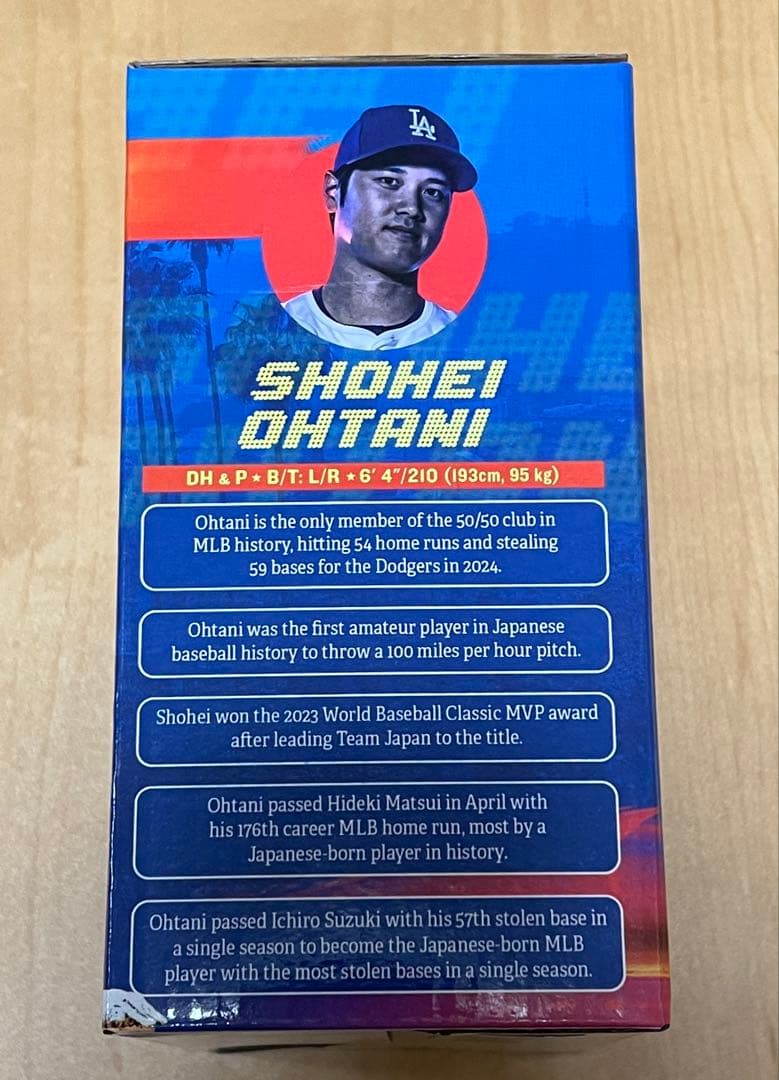 LA
SHOHEI
OHTANI
DH & P ★ B/T: L/R ★ 6' 4"/210 (193cm, 95 kg)
Ohtani is the only member of the 50/50 club in
MLB history, hitting 54 home runs and stealing
59 bases for the Dodgers in 2024.
Ohtani was the first amateur player in Japanese
baseball history to throw a 100 miles per hour pitch.
Shohei won the 2023 World Baseball Classic MVP award
after leading Team Japan to the title.
Ohtani passed Hideki Matsui in April with
his 176th career MLB home run, most by a
Japanese-born player in history.
Ohtani passed Ichiro Suzuki with his 57th stolen base in
a single season to become the Japanese-born MLB
player with the most stolen bases in a single season.